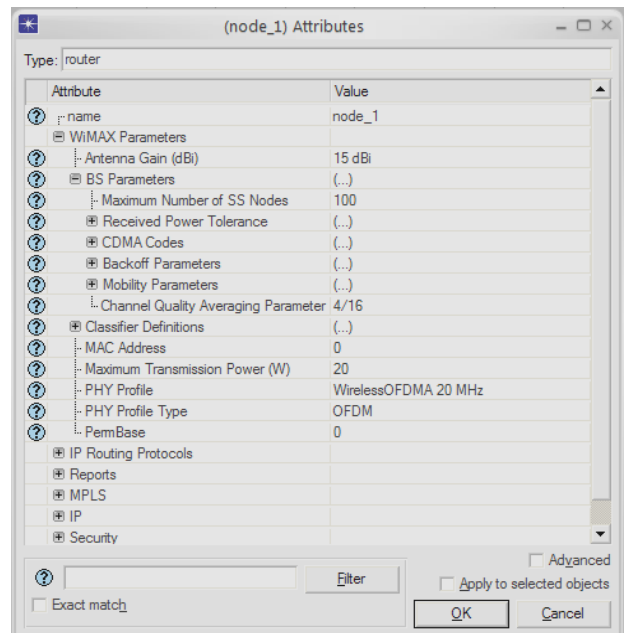 (node_1) Attributes
Type: router
Attribute Value
name node_1
WiMAX Parameters
Antenna Gain (dBi) 15 dBi
BS Parameters (...)
Maximum Number of SS Nodes 100
Received Power Tolerance (...)
CDMA Codes (...)
Backoff Parameters (...)
Mobility Parameters (...)
Channel Quality Averaging Parameter 4/16
Classifier Definitions (...)
MAC Address 0
Maximum Transmission Power (W) 20
PHY Profile WirelessOFDMA 20 MHz
PHY Profile Type OFDM
PermBase 0
IP Routing Protocols
Reports
MPLS
IP
Security
Advanced
Filter Apply to selected objects
Exact match OK Cancel